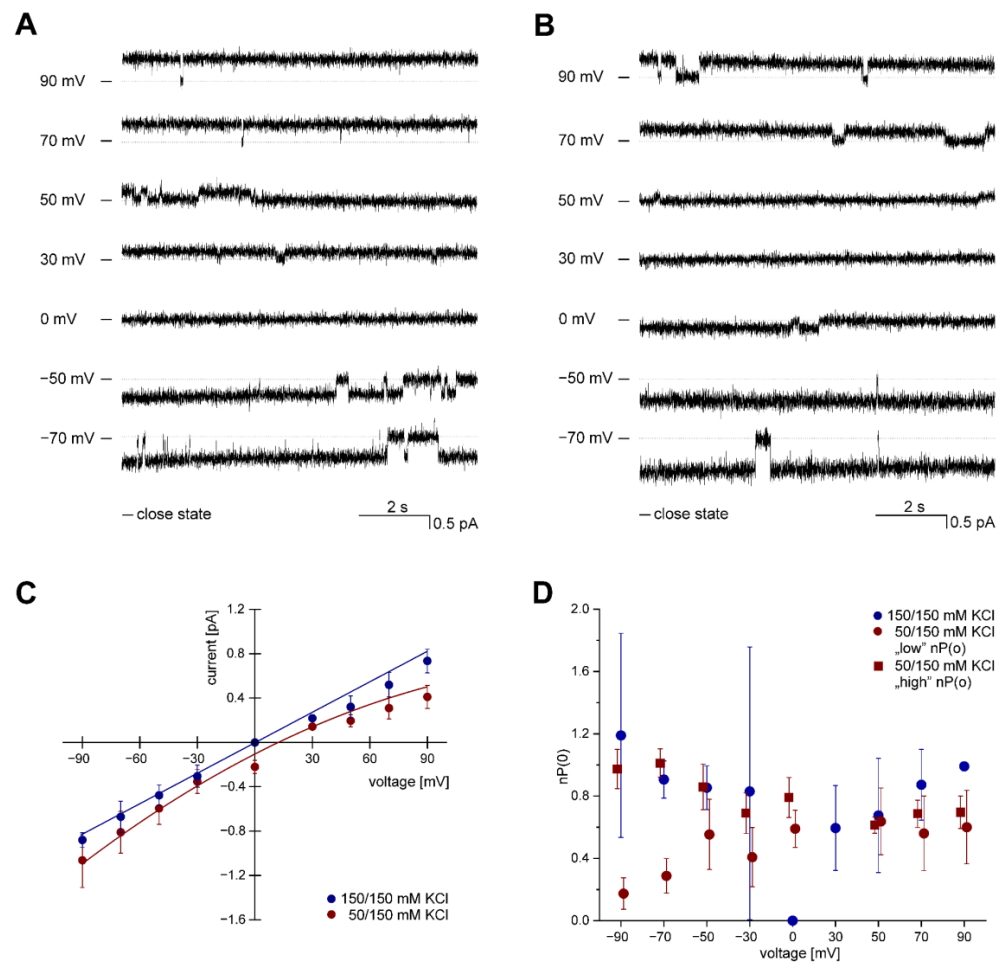 A
90 mV
70 mV
50 mV
30 mV
0 mV
−50 mV
−70 mV
— close state
2 s
0.5 pA
B
90 mV
70 mV
50 mV
30 mV
0 mV
−50 mV
−70 mV
— close state
2 s
0.5 pA
C
current [pA]
1.2
0.8
0.4
−0.4
−0.8
−1.2
−1.6
−90 −60 −30 0 30 60 90
voltage [mV]
150/150 mM KCl
50/150 mM KCl
D
nP(0)
2.0
1.6
1.2
0.8
0.4
0.0
−90 −70 −50 −30 0 30 50 70 90
voltage [mV]
150/150 mM KCl
50/150 mM KCl
„low” nP(o)
50/150 mM KCl
„high” nP(o)